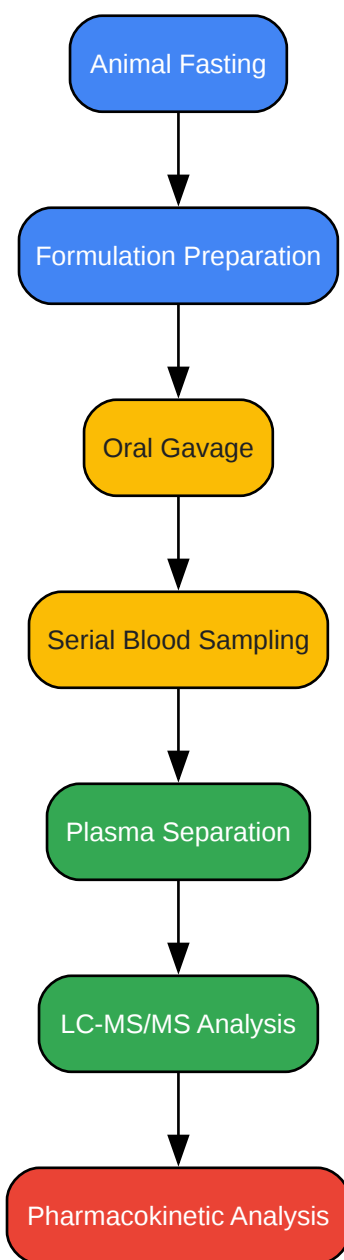 Animal Fasting
Formulation Preparation
Oral Gavage
Serial Blood Sampling
Plasma Separation
LC-MS/MS Analysis
Pharmacokinetic Analysis